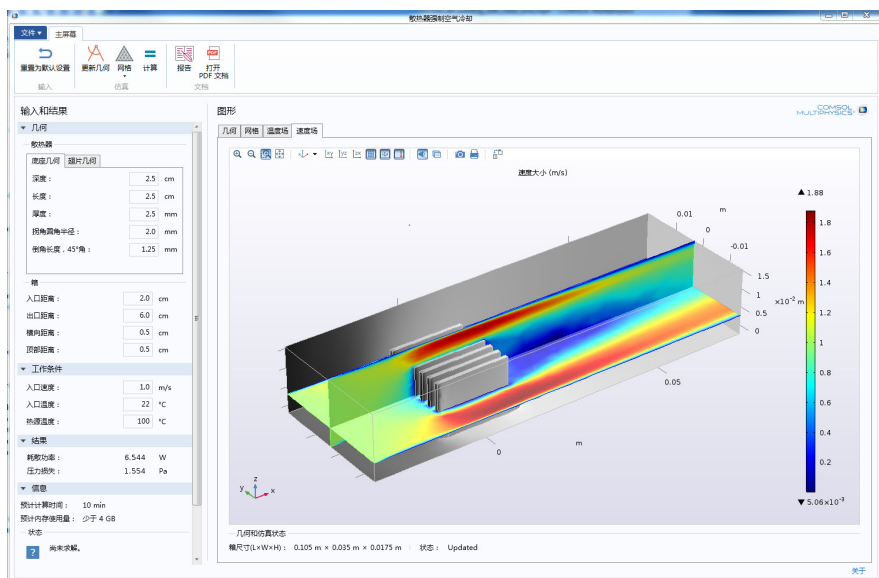 散热器强制空气冷却
文件 主屏幕
重置为默认设置 更新几何 网格 计算 报告 打开
PDF 文档
输入 仿真 文档
输入和结果
几何
散热器
底座几何 翅片几何
深度： 2.5 cm
长度： 2.5 cm
厚度： 2.5 mm
拐角圆角半径： 2.0 mm
倒角长度，45°角： 1.25 mm
箱
入口距离： 2.0 cm
出口距离： 6.0 cm
横向距离： 0.5 cm
顶部距离： 0.5 cm
工作条件
入口速度： 1.0 m/s
入口温度： 22 °C
热源温度： 100 °C
结果
耗散功率： 6.544 W
压力损失： 1.554 Pa
信息
预计计算时间： 10 min
预计内存使用量： 少于 4 GB
状态
尚未求解。
图形
COMSOL
MULTIPHYSICS
几何 网格 温度场 速度场
xy yz zx
速度大小 (m/s)
▲ 1.88
1.8
1.6
1.4
1.2
1
0.8
0.6
0.4
0.2
▼ 5.06×10⁻³
m
0.01
0
-0.01
1.5
1
×10⁻² m
0.5
0
0.05
m
0
z
y
x
几何和仿真状态
箱尺寸(L×W×H)： 0.105 m × 0.035 m × 0.0175 m 状态： Updated
关于